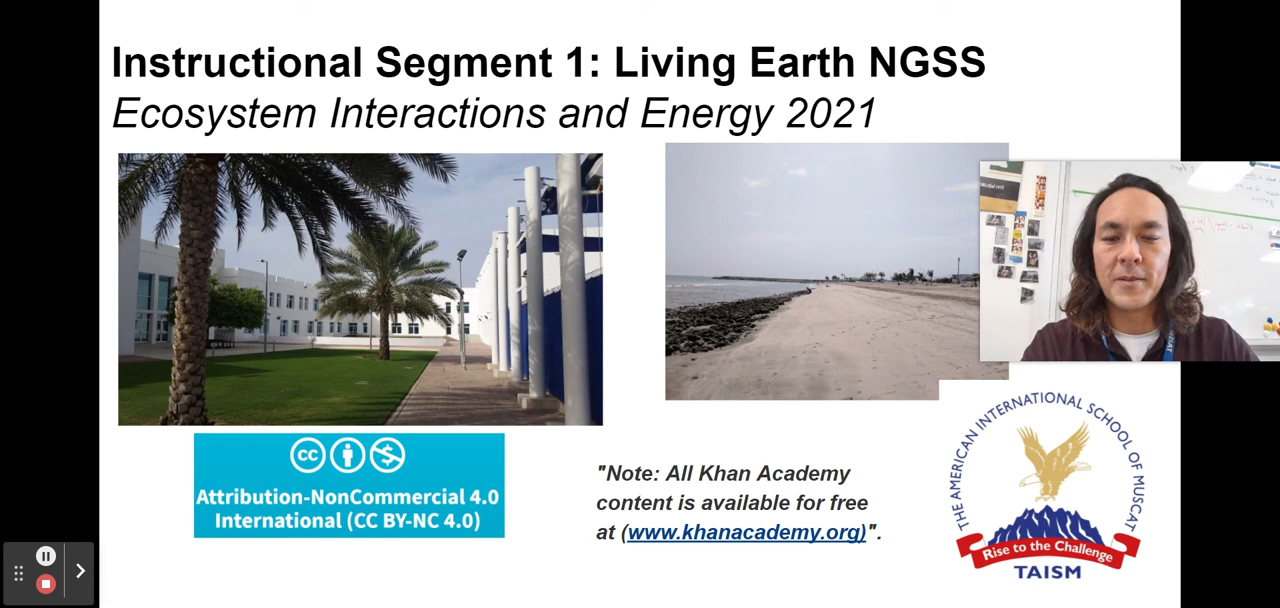 Instructional Segment 1: Living Earth NGSS
Ecosystem Interactions and Energy 2021
cc
Attribution-NonCommercial 4.0
International (CC BY-NC 4.0)
"Note: All Khan Academy
content is available for free
at (www.khanacademy.org)".
THE AMERICAN INTERNATIONAL SCHOOL OF MUSCAT
Rise to the Challenge
TAISM